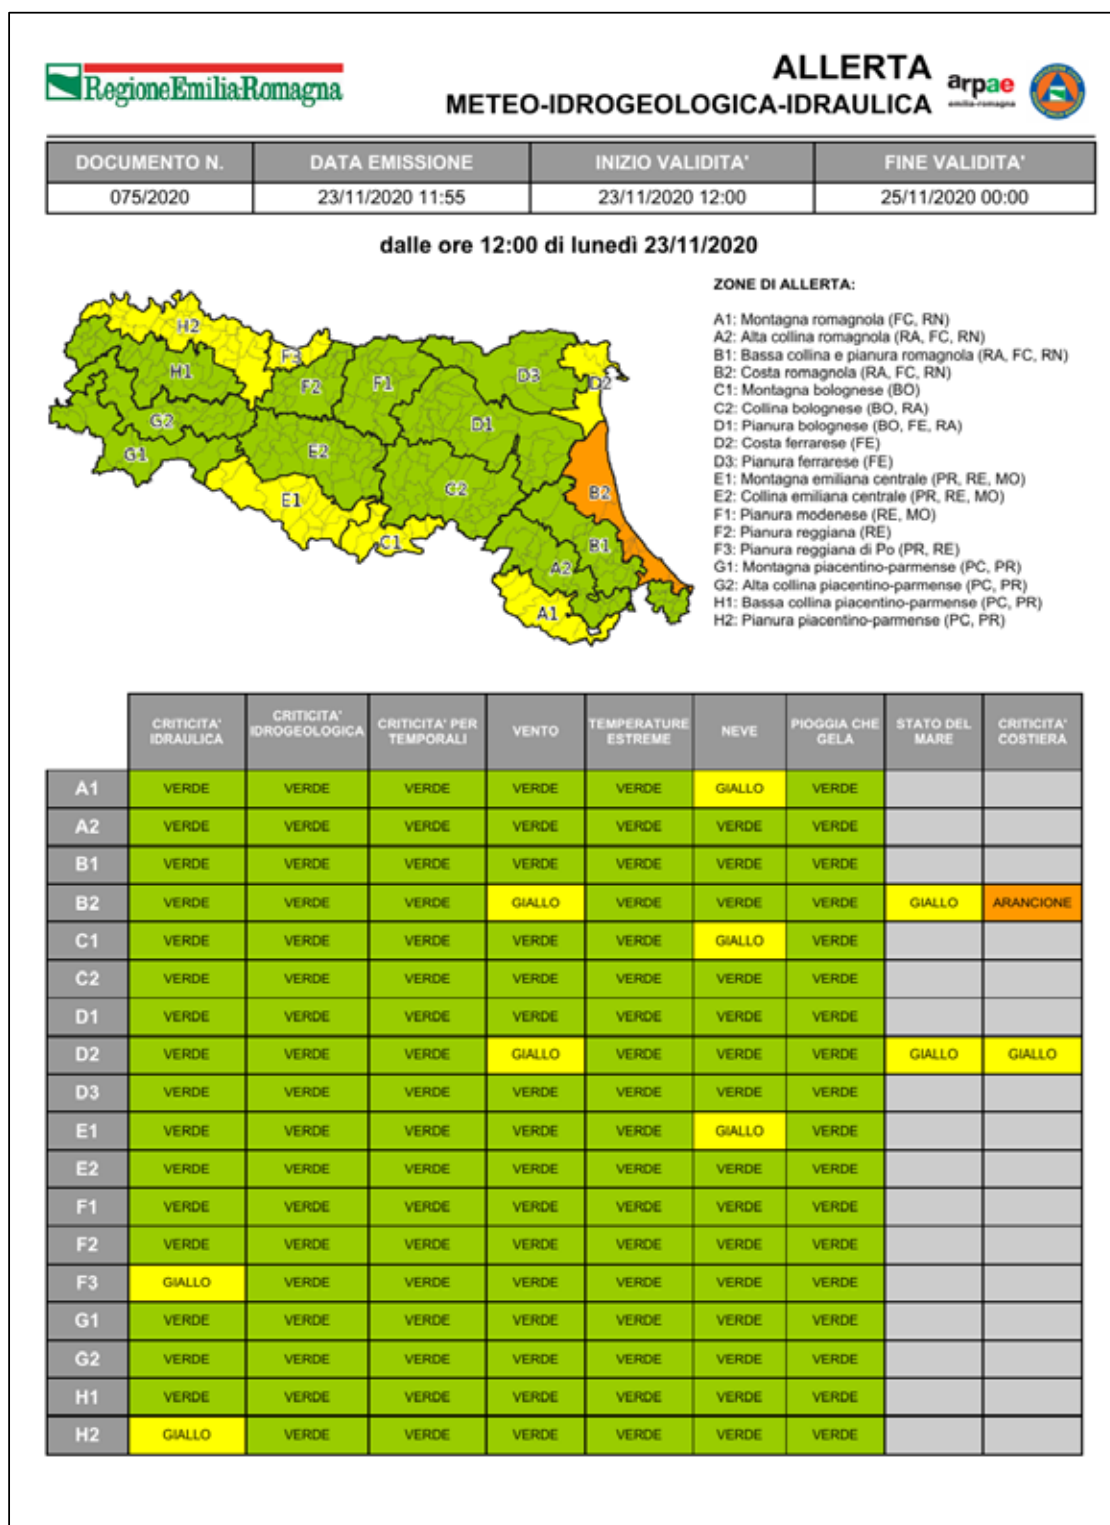 RegioneEmilia-Romagna
ALLERTA
METEO-IDROGEOLOGICA-IDRAULICA
arpae
emilia-romagna
DOCUMENTO N. DATA EMISSIONE INIZIO VALIDITA' FINE VALIDITA'
075/2020 23/11/2020 11:55 23/11/2020 12:00 25/11/2020 00:00
dalle ore 12:00 di lunedì 23/11/2020
H2
F3
H1
F2
F1
D3
D2
G2
D1
G1
E2
C2
E1
B2
C1
B1
A2
A1
ZONE DI ALLERTA:
A1: Montagna romagnola (FC, RN)
A2: Alta collina romagnola (RA, FC, RN)
B1: Bassa collina e pianura romagnola (RA, FC, RN)
B2: Costa romagnola (RA, FC, RN)
C1: Montagna bolognese (BO)
C2: Collina bolognese (BO, RA)
D1: Pianura bolognese (BO, FE, RA)
D2: Costa ferrarese (FE)
D3: Pianura ferrarese (FE)
E1: Montagna emiliana centrale (PR, RE, MO)
E2: Collina emiliana centrale (PR, RE, MO)
F1: Pianura modenese (RE, MO)
F2: Pianura reggiana (RE)
F3: Pianura reggiana di Po (PR, RE)
G1: Montagna piacentino-parmense (PC, PR)
G2: Alta collina piacentino-parmense (PC, PR)
H1: Bassa collina piacentino-parmense (PC, PR)
H2: Pianura piacentino-parmense (PC, PR)
CRITICITA' IDRAULICA CRITICITA' IDROGEOLOGICA CRITICITA' PER TEMPORALI VENTO TEMPERATURE ESTREME NEVE PIOGGIA CHE GELA STATO DEL MARE CRITICITA' COSTIERA
A1 VERDE VERDE VERDE VERDE VERDE GIALLO VERDE
A2 VERDE VERDE VERDE VERDE VERDE VERDE VERDE
B1 VERDE VERDE VERDE VERDE VERDE VERDE VERDE
B2 VERDE VERDE VERDE GIALLO VERDE VERDE VERDE GIALLO ARANCIONE
C1 VERDE VERDE VERDE VERDE VERDE GIALLO VERDE
C2 VERDE VERDE VERDE VERDE VERDE VERDE VERDE
D1 VERDE VERDE VERDE VERDE VERDE VERDE VERDE
D2 VERDE VERDE VERDE GIALLO VERDE VERDE VERDE GIALLO GIALLO
D3 VERDE VERDE VERDE VERDE VERDE VERDE VERDE
E1 VERDE VERDE VERDE VERDE VERDE GIALLO VERDE
E2 VERDE VERDE VERDE VERDE VERDE VERDE VERDE
F1 VERDE VERDE VERDE VERDE VERDE VERDE VERDE
F2 VERDE VERDE VERDE VERDE VERDE VERDE VERDE
F3 GIALLO VERDE VERDE VERDE VERDE VERDE VERDE
G1 VERDE VERDE VERDE VERDE VERDE VERDE VERDE
G2 VERDE VERDE VERDE VERDE VERDE VERDE VERDE
H1 VERDE VERDE VERDE VERDE VERDE VERDE VERDE
H2 GIALLO VERDE VERDE VERDE VERDE VERDE VERDE